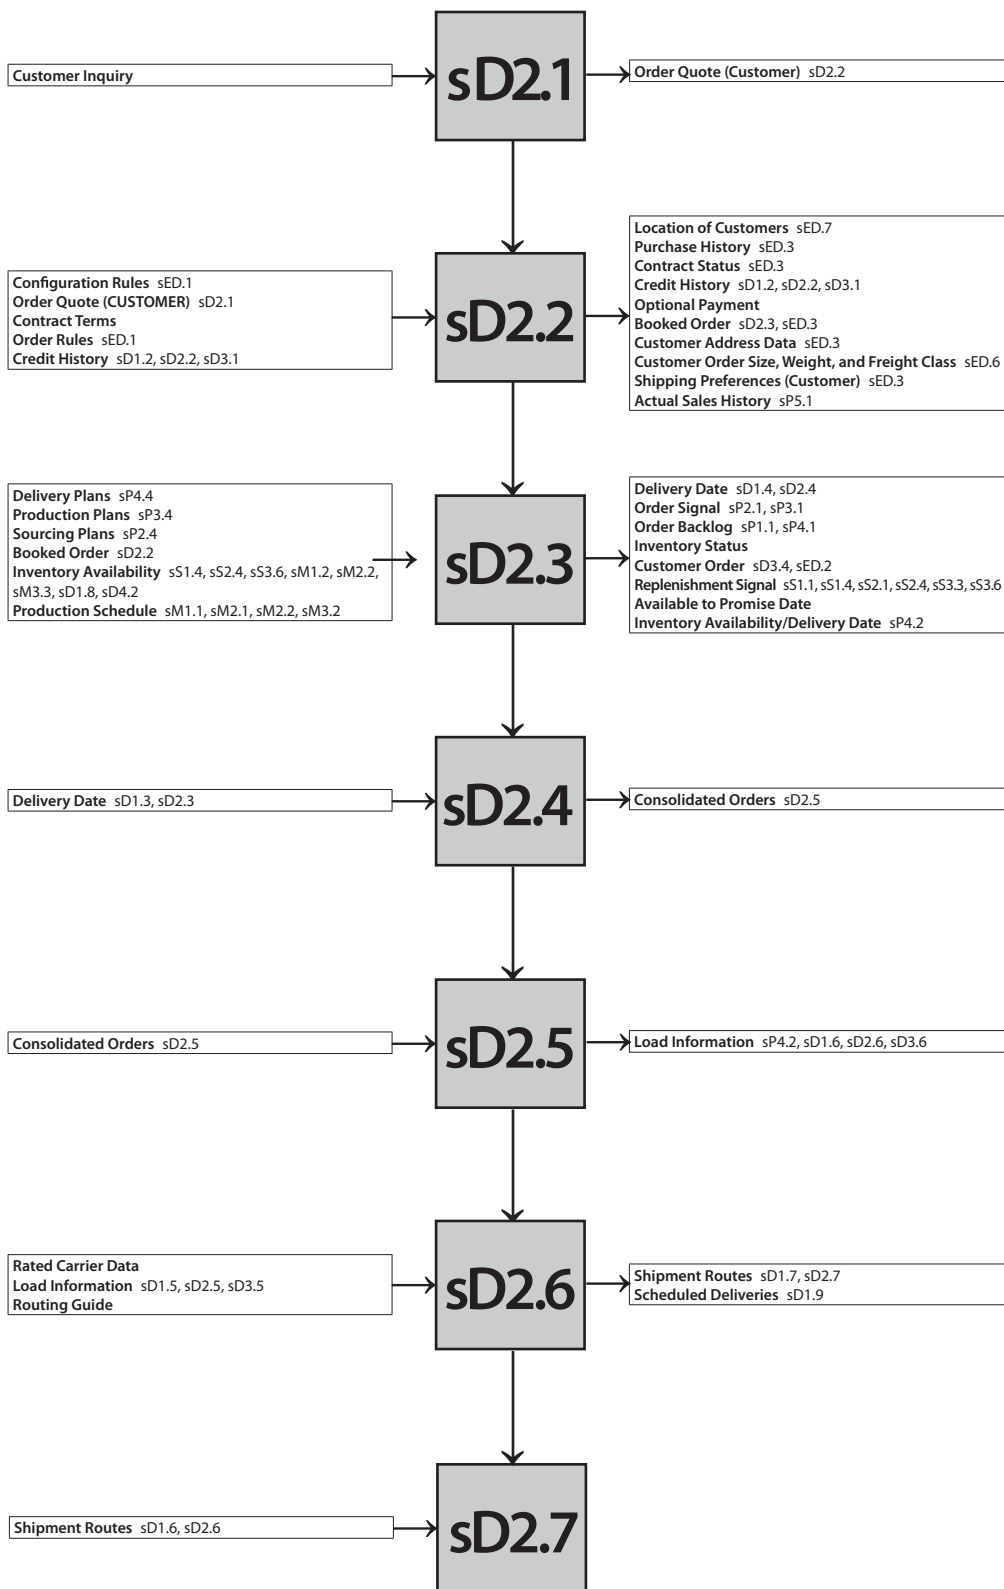 Customer Inquiry
sD2.1
Order Quote (Customer) sD2.2
Configuration Rules sED.1
Order Quote (CUSTOMER) sD2.1
Contract Terms
Order Rules sED.1
Credit History sD1.2, sD2.2, sD3.1
sD2.2
Location of Customers sED.7
Purchase History sED.3
Contract Status sED.3
Credit History sD1.2, sD2.2, sD3.1
Optional Payment
Booked Order sD2.3, sED.3
Customer Address Data sED.3
Customer Order Size, Weight, and Freight Class sED.6
Shipping Preferences (Customer) sED.3
Actual Sales History sP5.1
Delivery Plans sP4.4
Production Plans sP3.4
Sourcing Plans sP2.4
Booked Order sD2.2
Inventory Availability sS1.4, sS2.4, sS3.6, sM1.2, sM2.2,
sM3.3, sD1.8, sD4.2
Production Schedule sM1.1, sM2.1, sM2.2, sM3.2
sD2.3
Delivery Date sD1.4, sD2.4
Order Signal sP2.1, sP3.1
Order Backlog sP1.1, sP4.1
Inventory Status
Customer Order sD3.4, sED.2
Replenishment Signal sS1.1, sS1.4, sS2.1, sS2.4, sS3.3, sS3.6
Available to Promise Date
Inventory Availability/Delivery Date sP4.2
Delivery Date sD1.3, sD2.3
sD2.4
Consolidated Orders sD2.5
Consolidated Orders sD2.5
sD2.5
Load Information sP4.2, sD1.6, sD2.6, sD3.6
Rated Carrier Data
Load Information sD1.5, sD2.5, sD3.5
Routing Guide
sD2.6
Shipment Routes sD1.7, sD2.7
Scheduled Deliveries sD1.9
Shipment Routes sD1.6, sD2.6
sD2.7